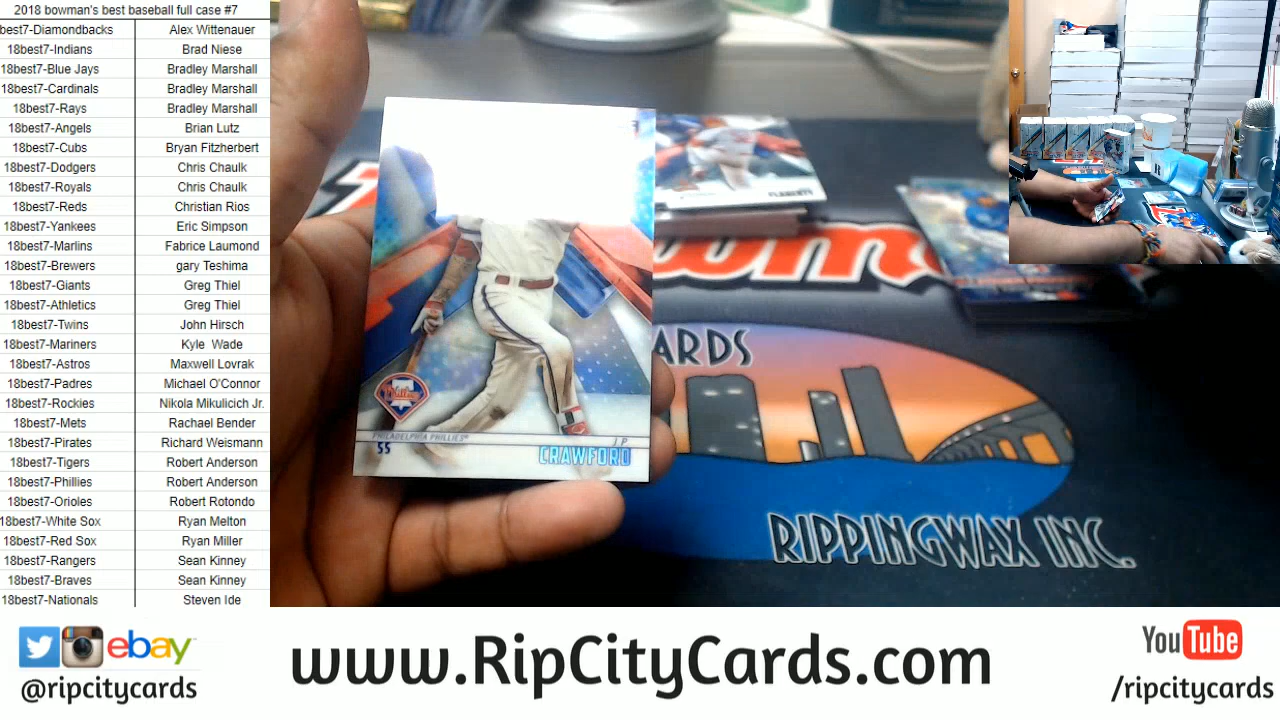 2018 bowman's best baseball full case #7
best7-Diamondbacks Alex Wittenauer
18best7-Indians Brad Niese
18best7-Blue Jays Bradley Marshall
18best7-Cardinals Bradley Marshall
18best7-Rays Bradley Marshall
18best7-Angels Brian Lutz
18best7-Cubs Bryan Fitzherbert
18best7-Dodgers Chris Chaulk
18best7-Royals Chris Chaulk
18best7-Reds Christian Rios
18best7-Yankees Eric Simpson
18best7-Marlins Fabrice Laumond
18best7-Brewers gary Teshima
18best7-Giants Greg Thiel
18best7-Athletics Greg Thiel
18best7-Twins John Hirsch
18best7-Mariners Kyle Wade
18best7-Astros Maxwell Lovrak
18best7-Padres Michael O'Connor
18best7-Rockies Nikola Mikulicich Jr.
18best7-Mets Rachael Bender
18best7-Pirates Richard Weismann
18best7-Tigers Robert Anderson
18best7-Phillies Robert Anderson
18best7-Orioles Robert Rotondo
18best7-White Sox Ryan Melton
18best7-Red Sox Ryan Miller
18best7-Rangers Sean Kinney
18best7-Braves Sean Kinney
18best7-Nationals Steven Ide
FLAHERTY
Phillies
PHILADELPHIA PHILLIES
55
J.P.
CRAWFORD
ARDS
RIPPINGWAX INC.
ebay
@ripcitycards
www.RipCityCards.com
YouTube
/ripcitycards